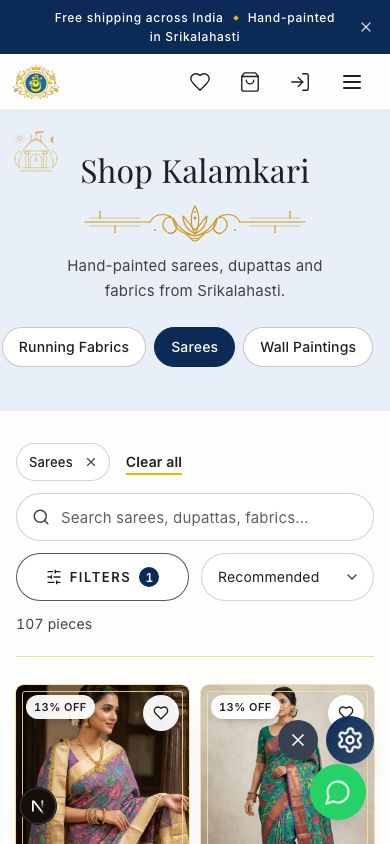 Free shipping across India ⬥ Hand-painted
in Srikalahasti
Shop Kalamkari
Hand-painted sarees, dupattas and
fabrics from Srikalahasti.
Running Fabrics
Sarees
Wall Paintings
Sarees
Clear all
Search sarees, dupattas, fabrics...
FILTERS 1
Recommended
107 pieces
13% OFF
13% OFF
N